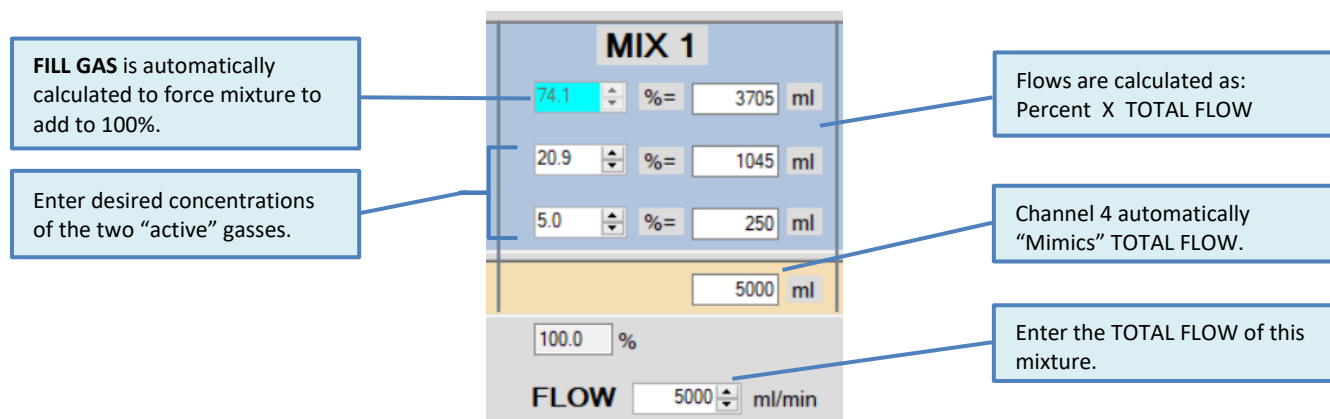 FILL GAS is automatically
calculated to force mixture to
add to 100%.
Enter desired concentrations
of the two “active” gasses.
MIX 1
74.1 %= 3705 ml
20.9 %= 1045 ml
5.0 %= 250 ml
5000 ml
100.0 %
FLOW 5000 ml/min
Flows are calculated as:
Percent X TOTAL FLOW
Channel 4 automatically
“Mimics” TOTAL FLOW.
Enter the TOTAL FLOW of this
mixture.